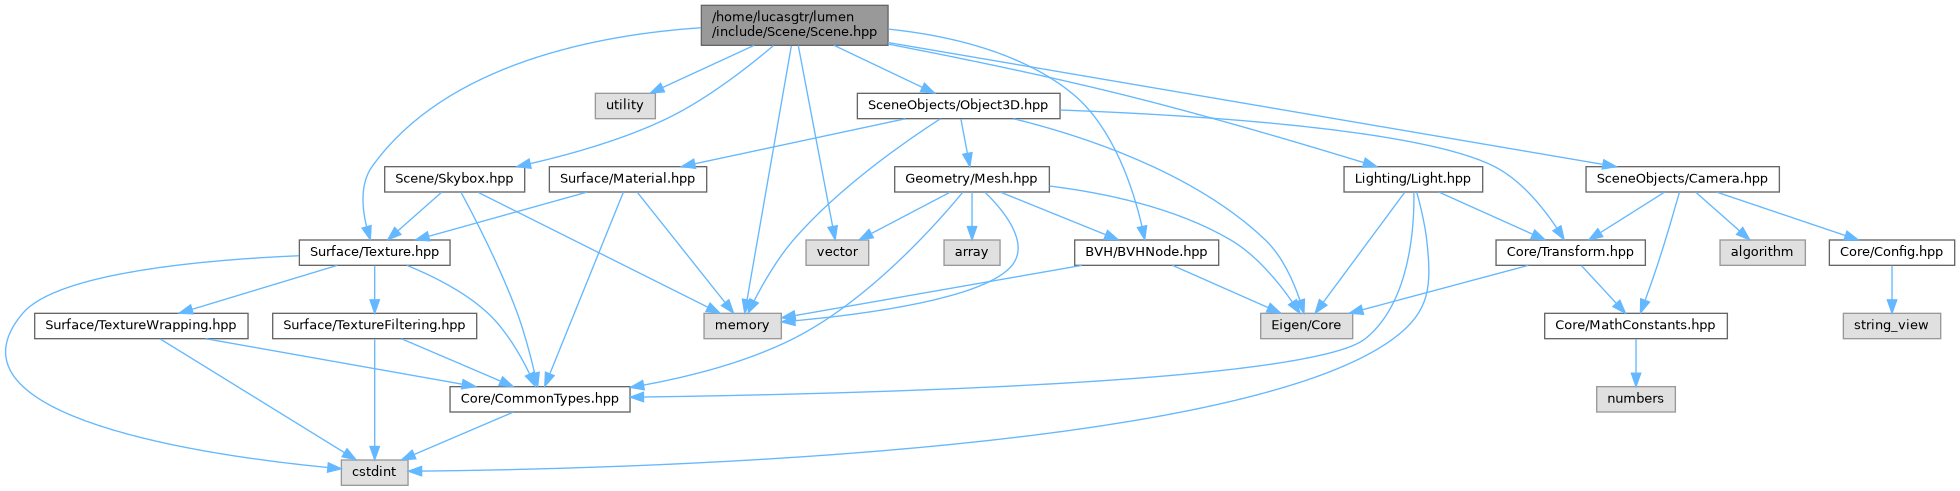 /home/lucasgtr/lumen
/include/Scene/Scene.hpp
utility
SceneObjects/Object3D.hpp
Scene/Skybox.hpp
Surface/Material.hpp
Geometry/Mesh.hpp
Lighting/Light.hpp
SceneObjects/Camera.hpp
Surface/Texture.hpp
vector
array
BVH/BVHNode.hpp
Core/Transform.hpp
algorithm
Core/Config.hpp
Surface/TextureWrapping.hpp
Surface/TextureFiltering.hpp
memory
Eigen/Core
Core/MathConstants.hpp
string_view
Core/CommonTypes.hpp
numbers
cstdint